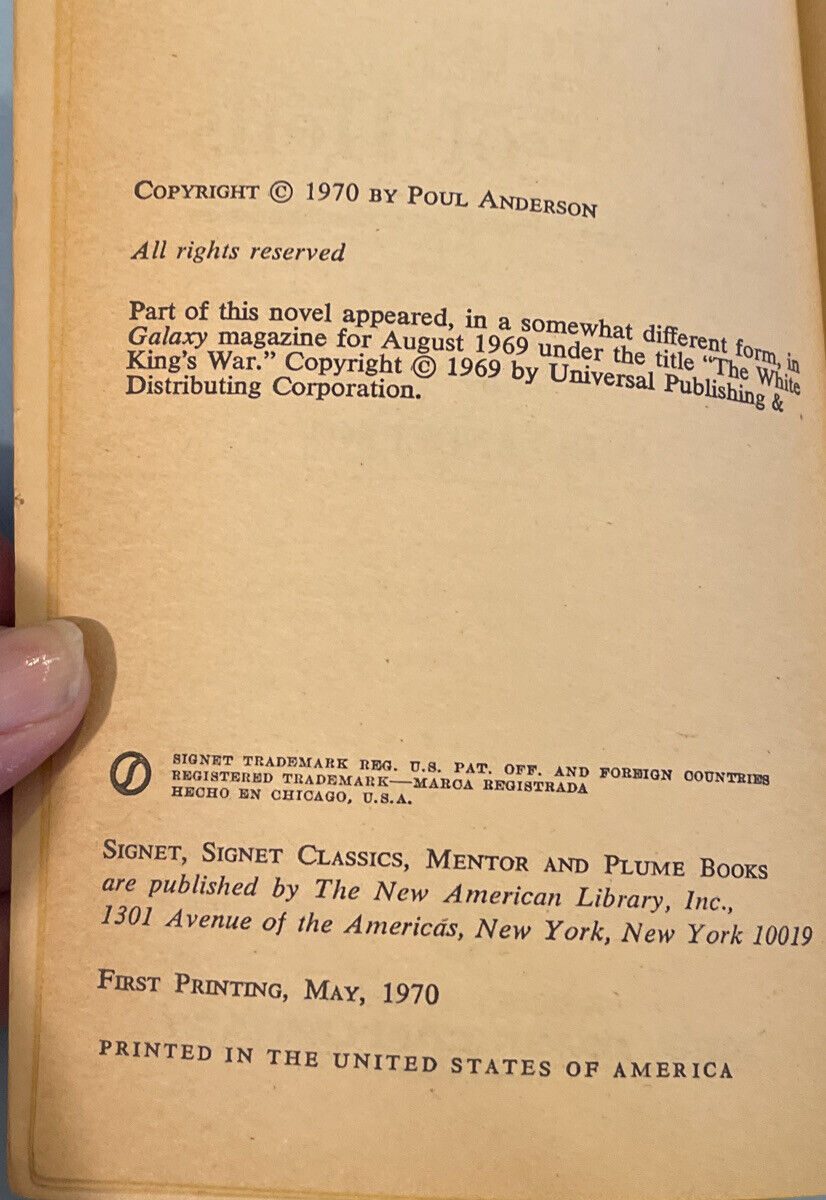 COPYRIGHT © 1970 BY POUL ANDERSON
All rights reserved
Part of this novel appeared, in a somewhat different form, in
Galaxy magazine for August 1969 under the title "The White
King's War." Copyright © 1969 by Universal Publishing &
Distributing Corporation.
SIGNET TRADEMARK REG. U.S. PAT. OFF. AND FOREIGN COUNTRIES
REGISTERED TRADEMARK—MARCA REGISTRADA
HECHO EN CHICAGO, U.S.A.
SIGNET, SIGNET CLASSICS, MENTOR AND PLUME BOOKS
are published by The New American Library, Inc.,
1301 Avenue of the Americas, New York, New York 10019
FIRST PRINTING, MAY, 1970
PRINTED IN THE UNITED STATES OF AMERICA